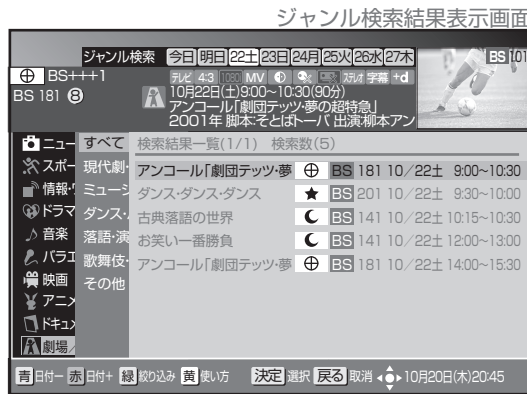 ジャンル検索結果表示画面
ジャンル検索 今日 明日 22土 23日 24月 25火 26水 27木
BS 101
BS+++1
BS 181 ⑧
テレビ 4:3 1080 MV ステレオ 字幕 +d
10月22日(土)9:00~10:30(90分)
アンコール「劇団テッツ・夢の超特急」
2001年 脚本:そとばトーバ 出演:柳本アン
ニュー
スポー
情報・ワ
ドラマ
音楽
バラエ
映画
アニメ
ドキュメ
劇場/
すべて
現代劇・
ミュージ
ダンス・
落語・演
歌舞伎・
その他
検索結果一覧(1/1) 検索数(5)
アンコール「劇団テッツ・夢 BS 181 10/22土 9:00~10:30
ダンス・ダンス・ダンス BS 201 10/22土 9:30~10:00
古典落語の世界 BS 141 10/22土 10:15~10:30
お笑い一番勝負 BS 141 10/22土 12:00~13:00
アンコール「劇団テッツ・夢 BS 181 10/22土 14:00~15:30
青 日付- 赤 日付+ 緑 絞り込み 黄 使い方 決定 選択 戻る 取消 10月20日(木)20:45